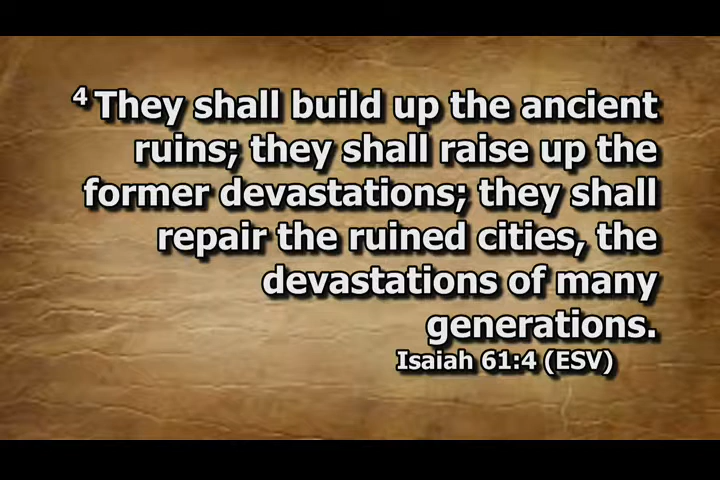 4 They shall build up the ancient
ruins; they shall raise up the
former devastations; they shall
repair the ruined cities, the
devastations of many
generations.
Isaiah 61:4 (ESV)